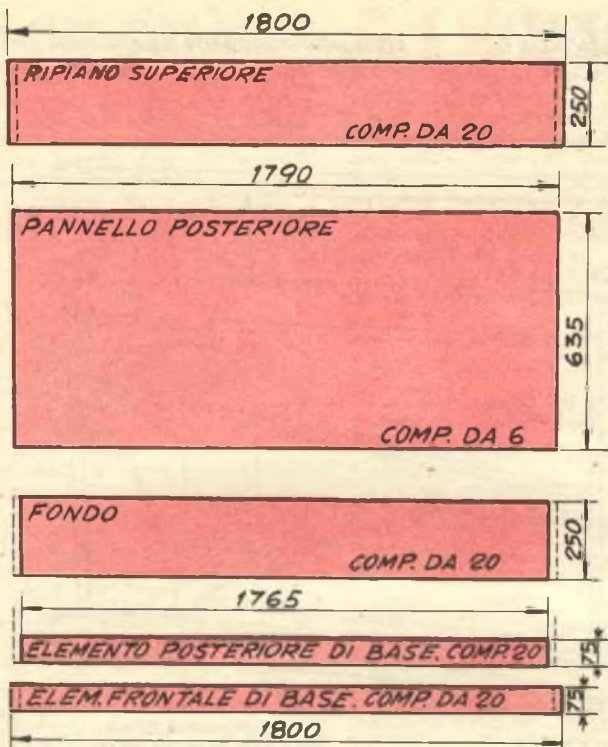 1800
RIPIANO SUPERIORE
250
COMP. DA 20
1790
PANNELLO POSTERIORE
635
COMP. DA 6
FONDO
250
COMP. DA 20
1765
ELEMENTO POSTERIORE DI BASE. COMP. 20
75
ELEM. FRONTALE DI BASE. COMP. DA 20
75
1800